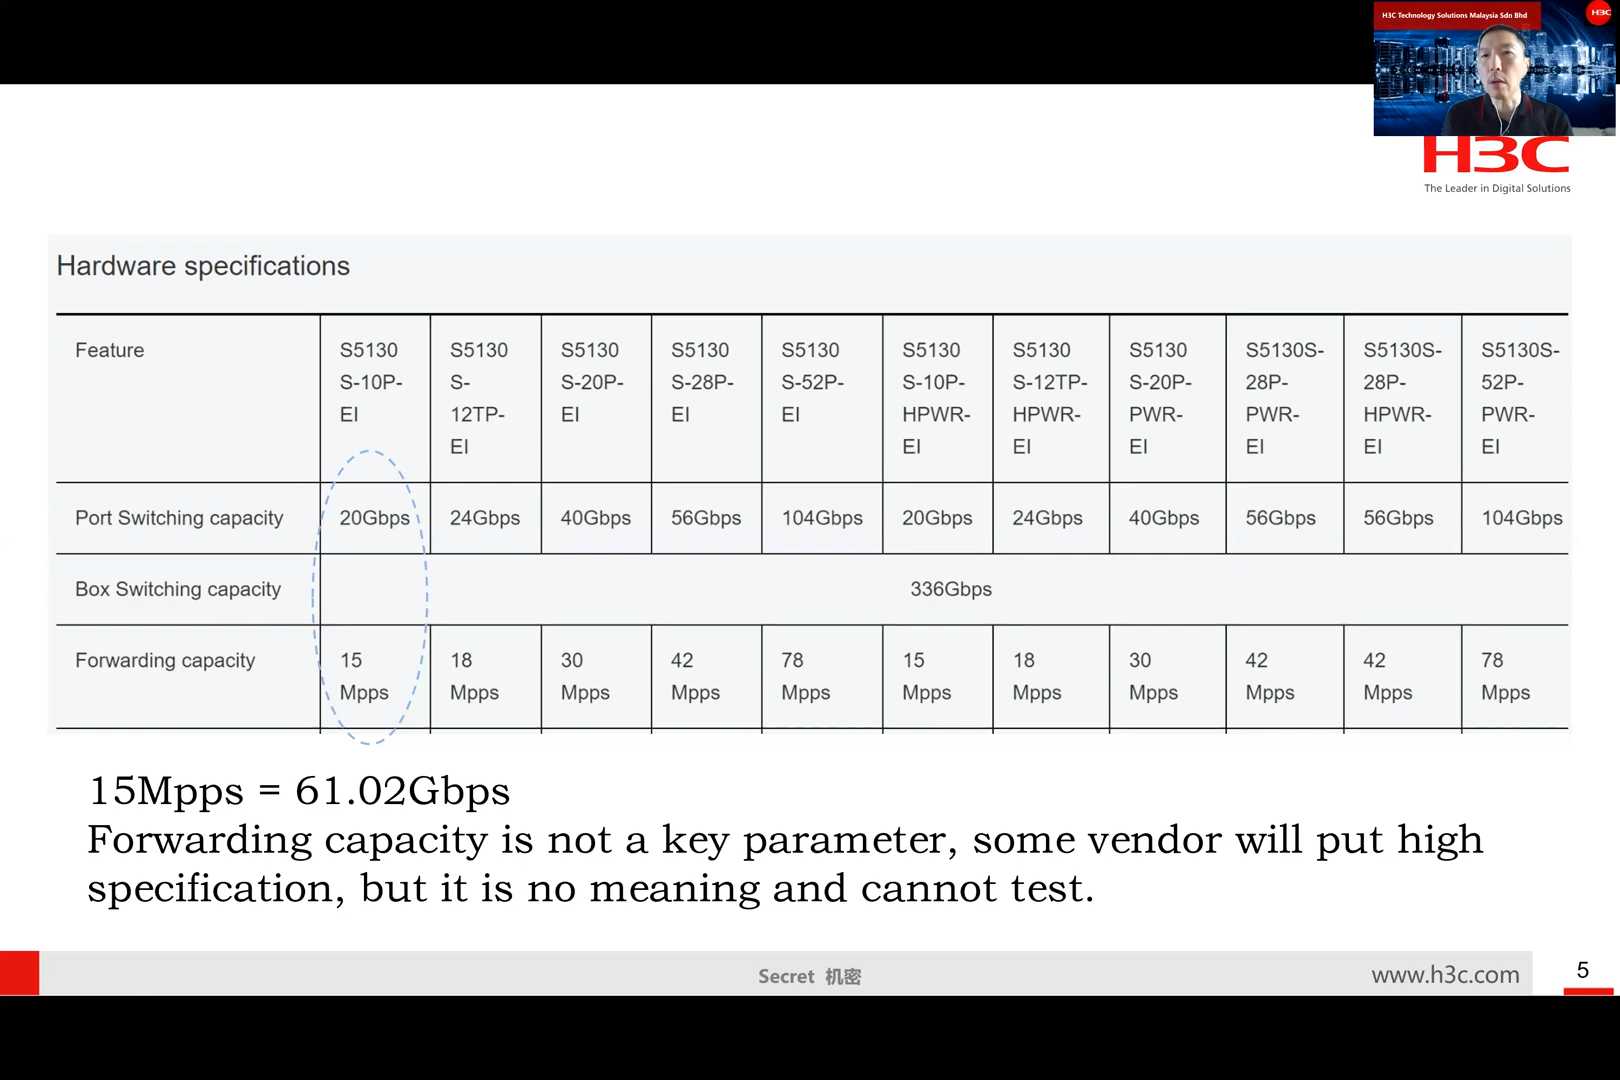 H3C Technology Solutions Malaysia Sdn Bhd
H3C
H3C
The Leader in Digital Solutions
Hardware specifications
Feature
S5130
S-10P-
EI
S5130
S-
12TP-
EI
S5130
S-20P-
EI
S5130
S-28P-
EI
S5130
S-52P-
EI
S5130
S-10P-
HPWR-
EI
S5130
S-12TP-
HPWR-
EI
S5130
S-20P-
PWR-
EI
S5130S-
28P-
PWR-
EI
S5130S-
28P-
HPWR-
EI
S5130S-
52P-
PWR-
EI
Port Switching capacity
20Gbps
24Gbps
40Gbps
56Gbps
104Gbps
20Gbps
24Gbps
40Gbps
56Gbps
56Gbps
104Gbps
Box Switching capacity
336Gbps
Forwarding capacity
15
Mpps
18
Mpps
30
Mpps
42
Mpps
78
Mpps
15
Mpps
18
Mpps
30
Mpps
42
Mpps
42
Mpps
78
Mpps
15Mpps = 61.02Gbps
Forwarding capacity is not a key parameter, some vendor will put high
specification, but it is no meaning and cannot test.
Secret 机密
www.h3c.com
5